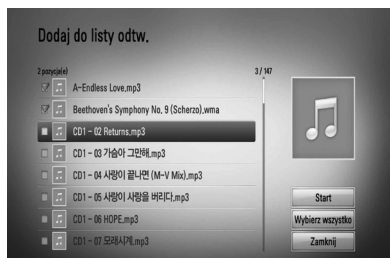 Dodaj do listy odtw.
2 pozycja(e)
3 / 147
A-Endless Love.mp3
Beethoven's Symphony No. 9 (Scherzo).wma
CD1 - 02 Returns.mp3
CD1 - 03 가슴아 그만해.mp3
CD1 - 04 사랑이 끝나면 (M-V Mix).mp3
CD1 - 05 사랑이 사랑을 버리다.mp3
CD1 - 06 HOPE.mp3
CD1 - 07 모래시계.mp3
Start
Wybierz wszystko
Zamknij